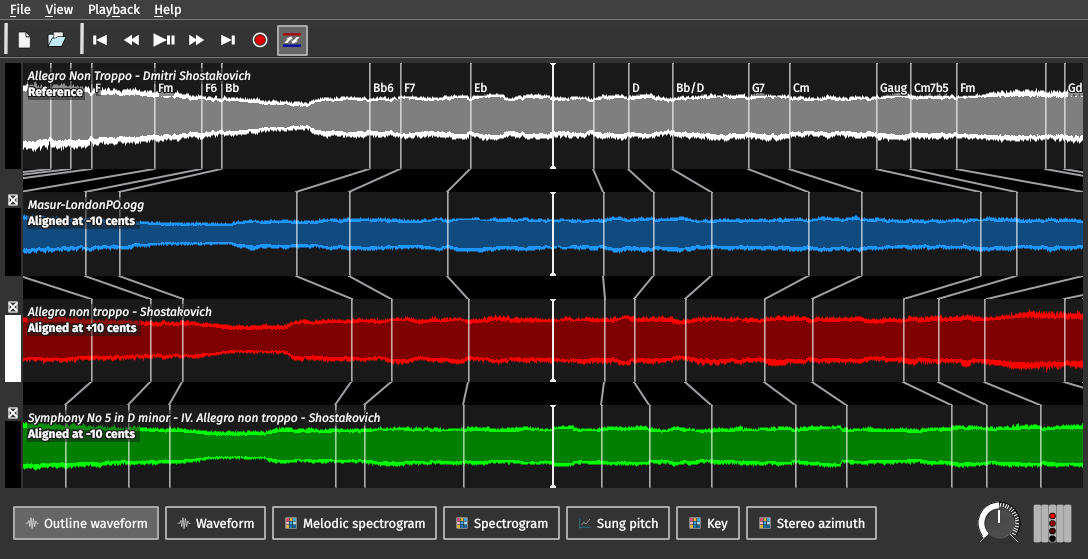 File View Playback Help
Allegro Non Troppo - Dmitri Shostakovich
F Fm F6 Bb Bb6 F7 Eb D Bb/D G7 Cm Gaug Cm7b5 Fm Gd
Reference
Masur-LondonPO.ogg
Aligned at -10 cents
Allegro non troppo - Shostakovich
Aligned at +10 cents
Symphony No 5 in D minor - IV. Allegro non troppo - Shostakovich
Aligned at -10 cents
Outline waveform Waveform Melodic spectrogram Spectrogram Sung pitch Key Stereo azimuth